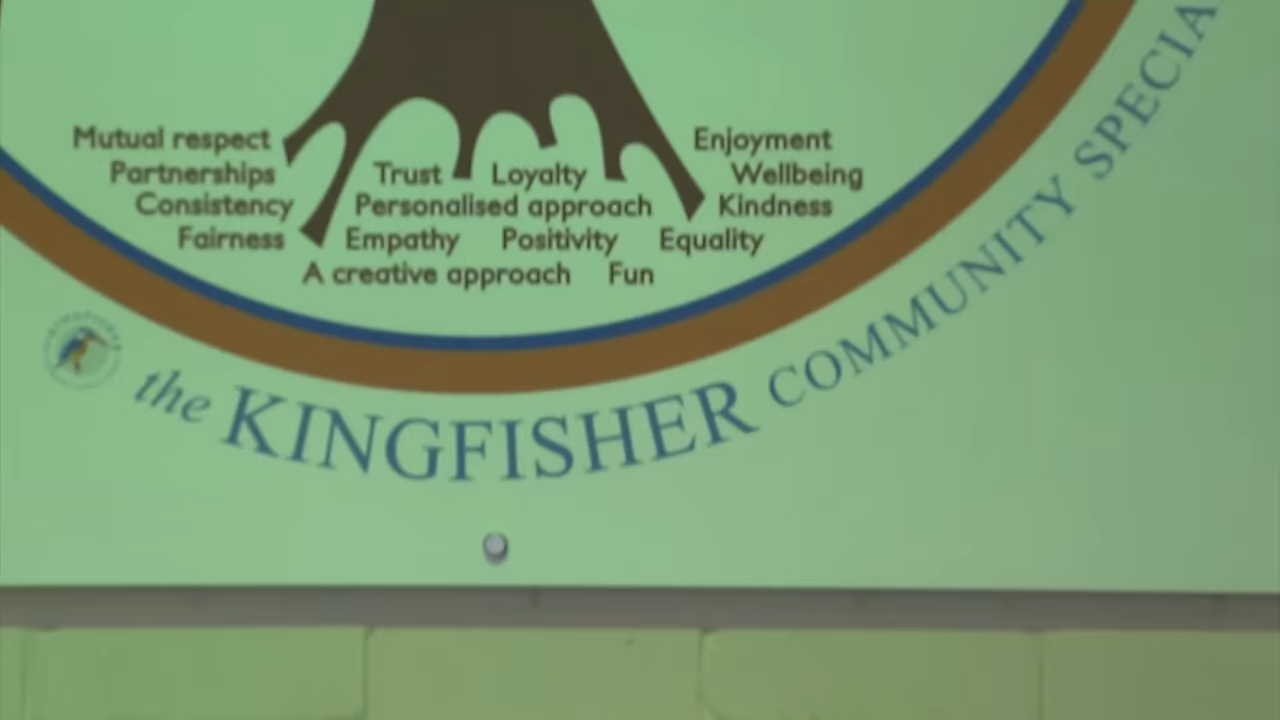 Mutual respect
Enjoyment
Partnerships
Trust
Loyalty
Wellbeing
Consistency
Personalised approach
Kindness
Fairness
Empathy
Positivity
Equality
A creative approach
Fun
the KINGFISHER COMMUNITY SPECIA